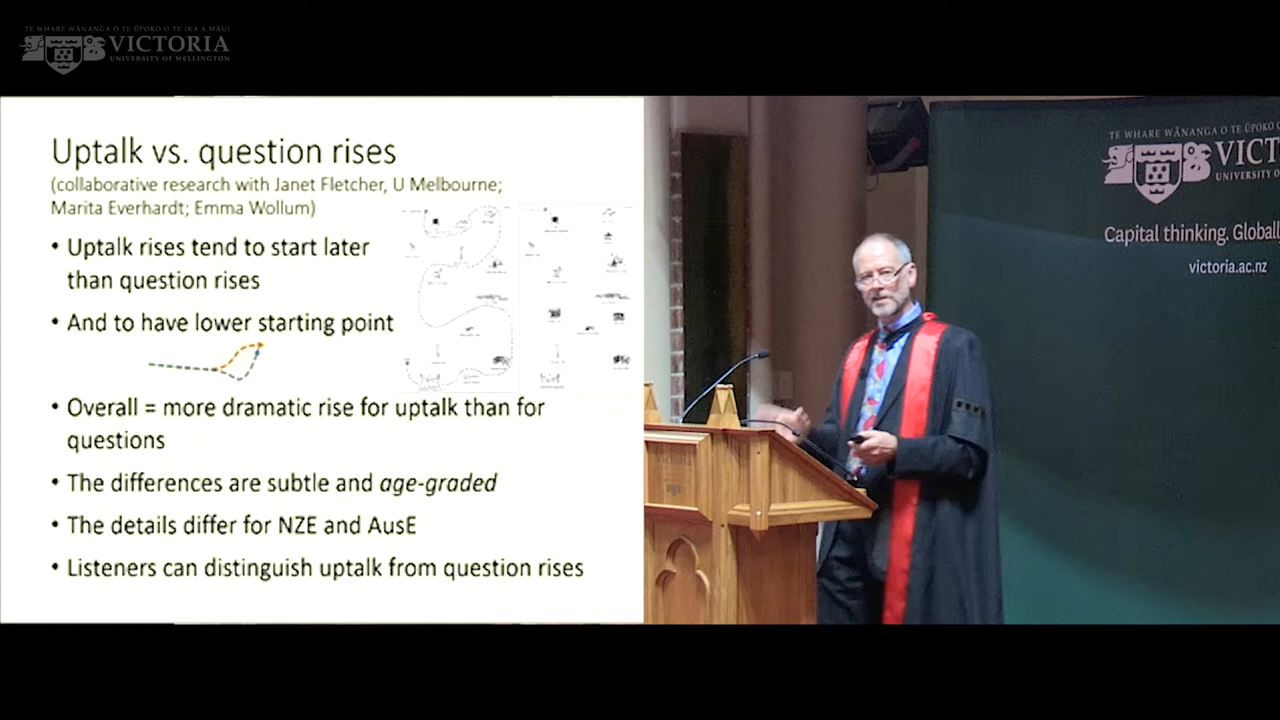 TE WHARE WĀNANGA O TE ŪPOKO O TE IKA A MĀUI
VICTORIA
UNIVERSITY OF WELLINGTON
Uptalk vs. question rises
(collaborative research with Janet Fletcher, U Melbourne;
Marita Everhardt; Emma Wollum)
• Uptalk rises tend to start later
than question rises
• And to have lower starting point
• Overall = more dramatic rise for uptalk than for
questions
• The differences are subtle and age-graded
• The details differ for NZE and AusE
• Listeners can distinguish uptalk from question rises
TE WHARE WĀNANGA O TE ŪPOKO O
VICT
UNIVERSITY O
Capital thinking. Globall
victoria.ac.nz